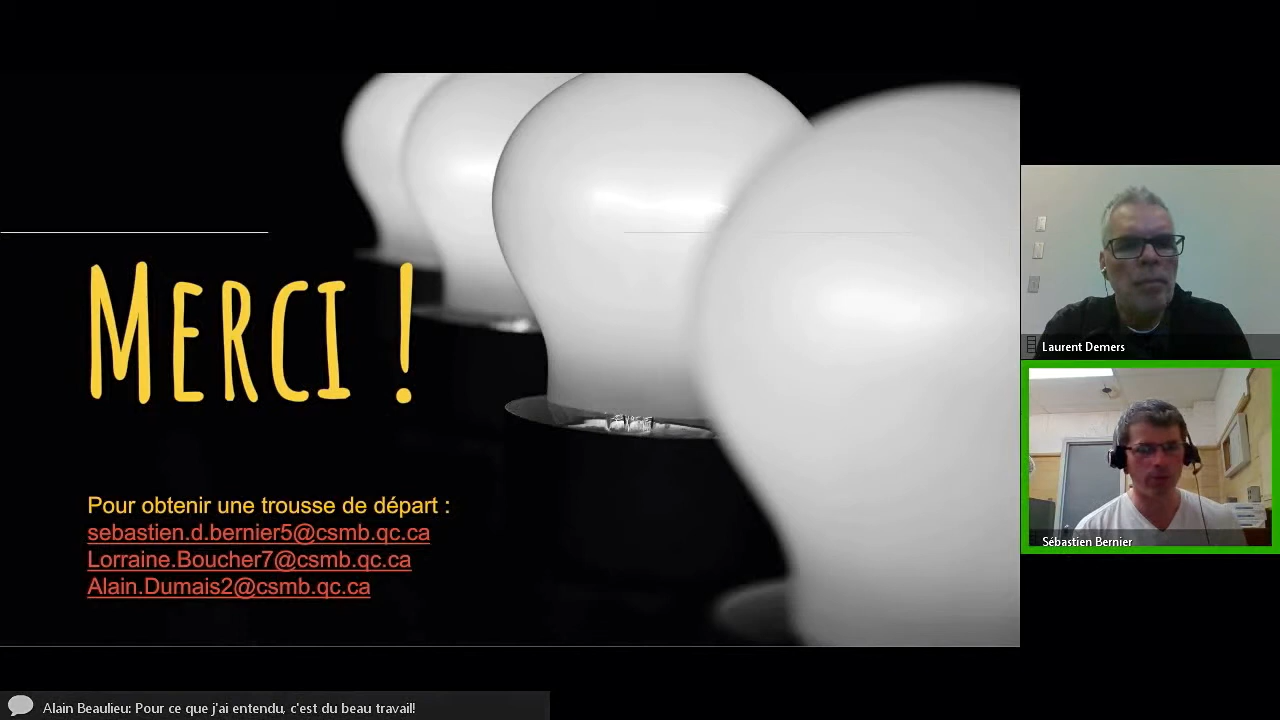 MERCI !
Pour obtenir une trousse de départ :
sebastien.d.bernier5@csmb.qc.ca
Lorraine.Boucher7@csmb.qc.ca
Alain.Dumais2@csmb.qc.ca
Laurent Demers
Sébastien Bernier
Alain Beaulieu: Pour ce que j'ai entendu, c'est du beau travail!